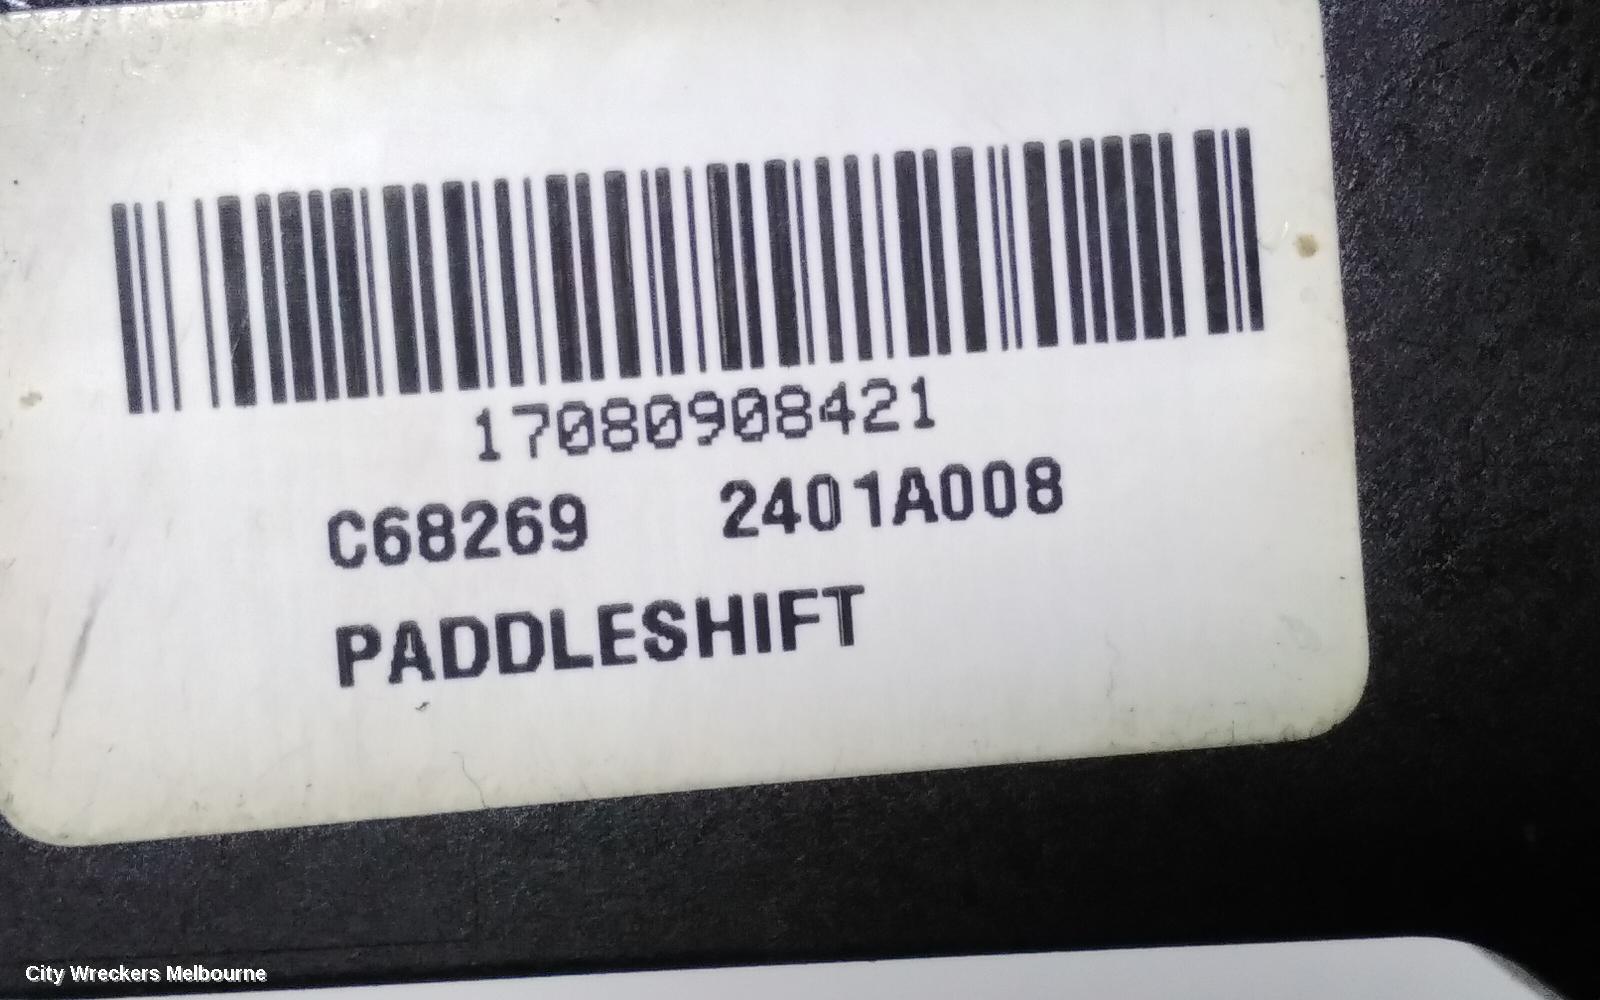 17080908421
C68269 2401A008
PADDLESHIFT
City Wreckers Melbourne